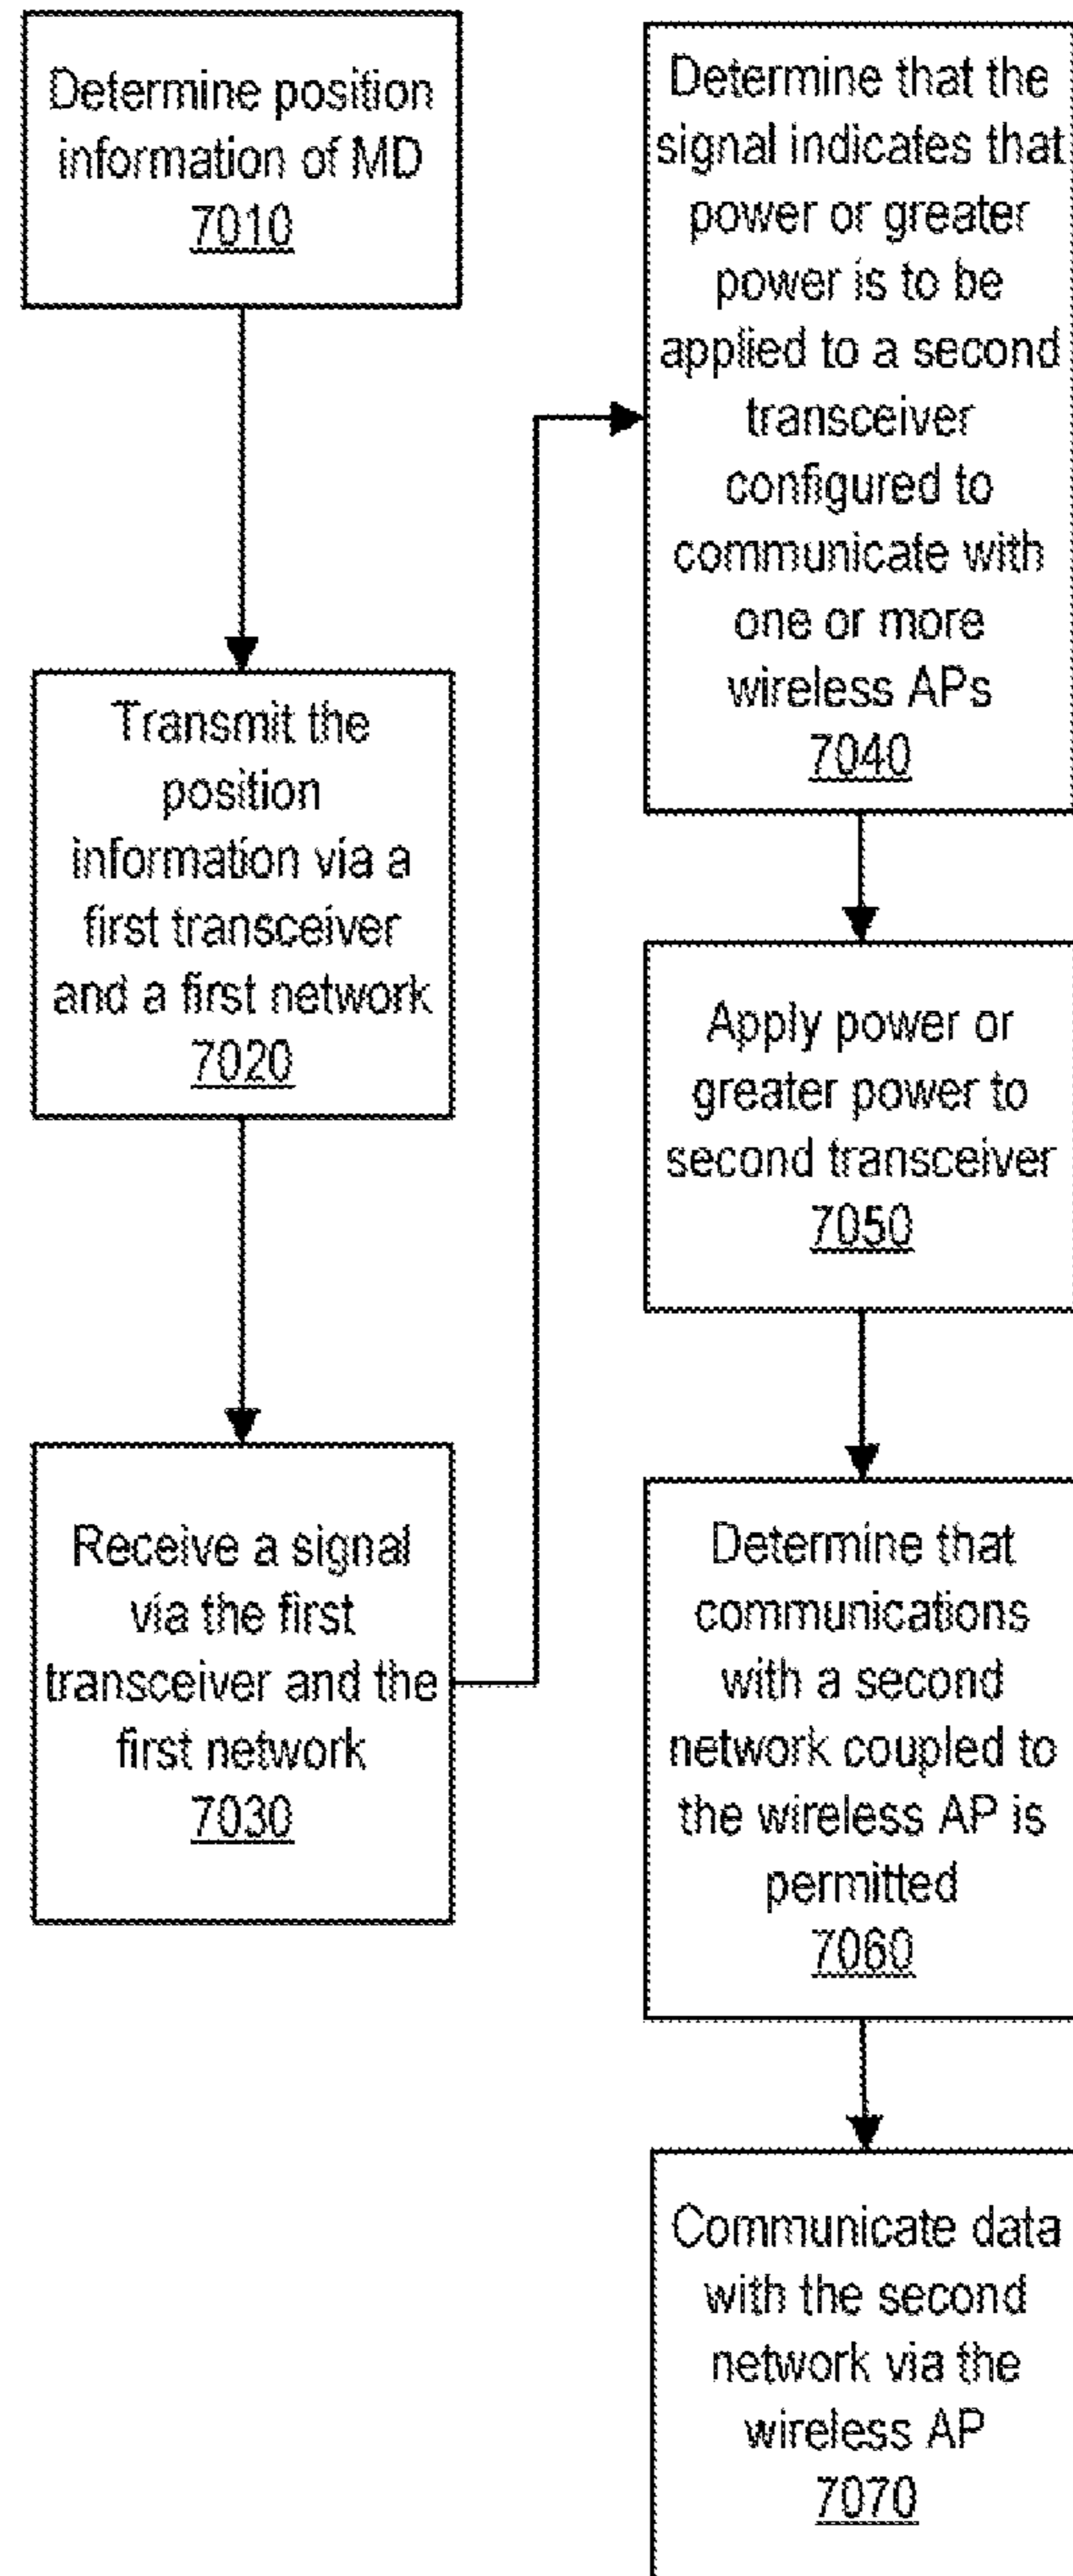 Determine position
information of MD
7010
Transmit the
position
information via a
first transceiver
and a first network
7020
Receive a signal
via the first
transceiver and the
first network
7030
Determine that the
signal indicates that
power or greater
power is to be
applied to a second
transceiver
configured to
communicate with
one or more
wireless APs
7040
Apply power or
greater power to
second transceiver
7050
Determine that
communications
with a second
network coupled to
the wireless AP is
permitted
7060
Communicate data
with the second
network via the
wireless AP
7070